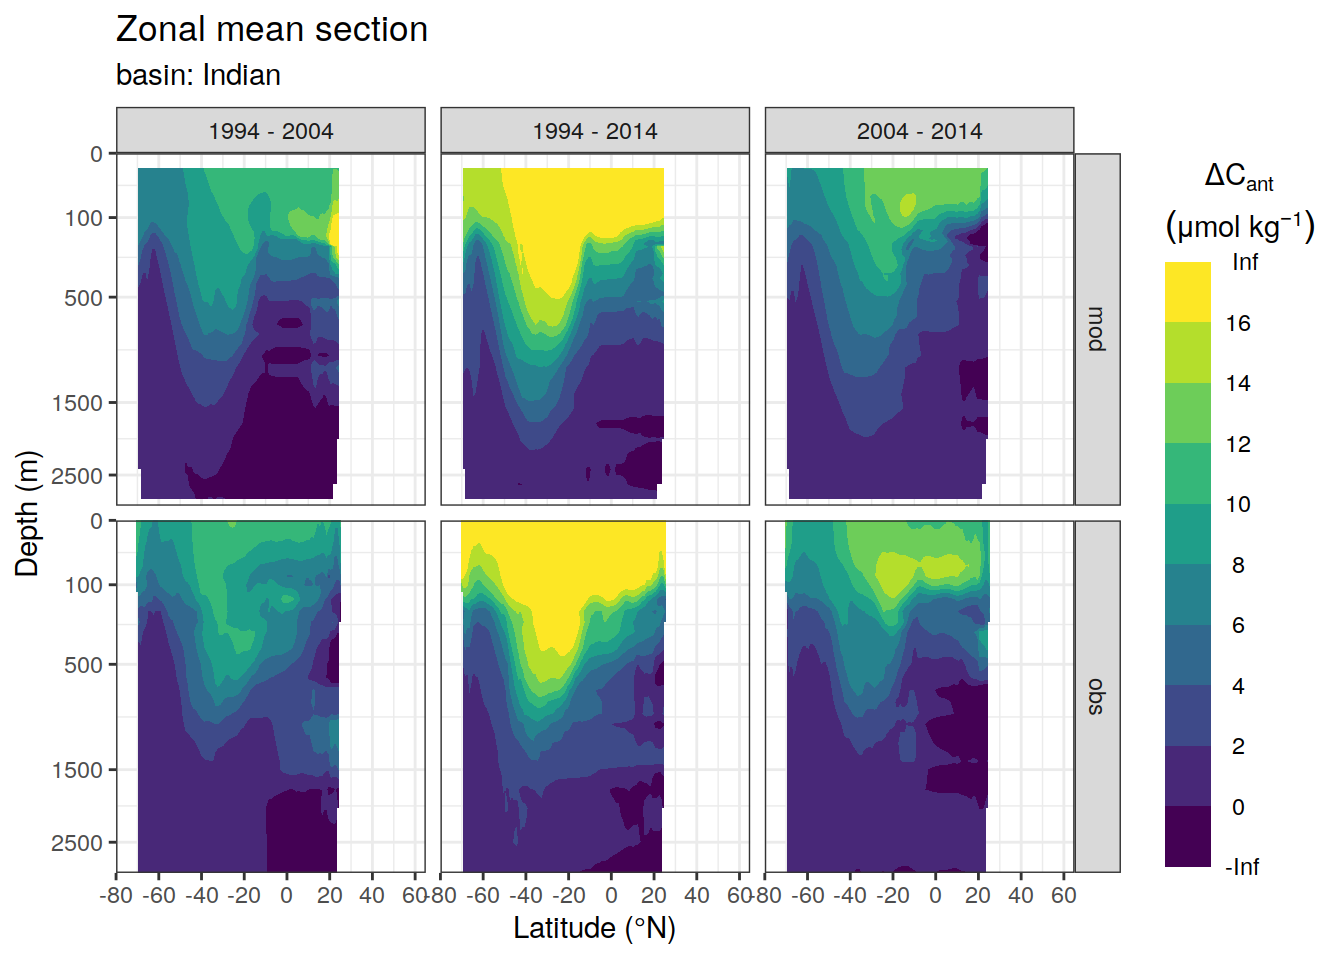 Zonal mean section
basin: Indian
1994 - 2004
1994 - 2014
2004 - 2014
0
100
500
1500
2500
mod
0
100
500
1500
2500
obs
Depth (m)
-80 -60 -40 -20 0 20 40 60
-80 -60 -40 -20 0 20 40 60
-80 -60 -40 -20 0 20 40 60
Latitude (°N)
ΔCant
(μmol kg⁻¹)
Inf
16
14
12
10
8
6
4
2
0
-Inf